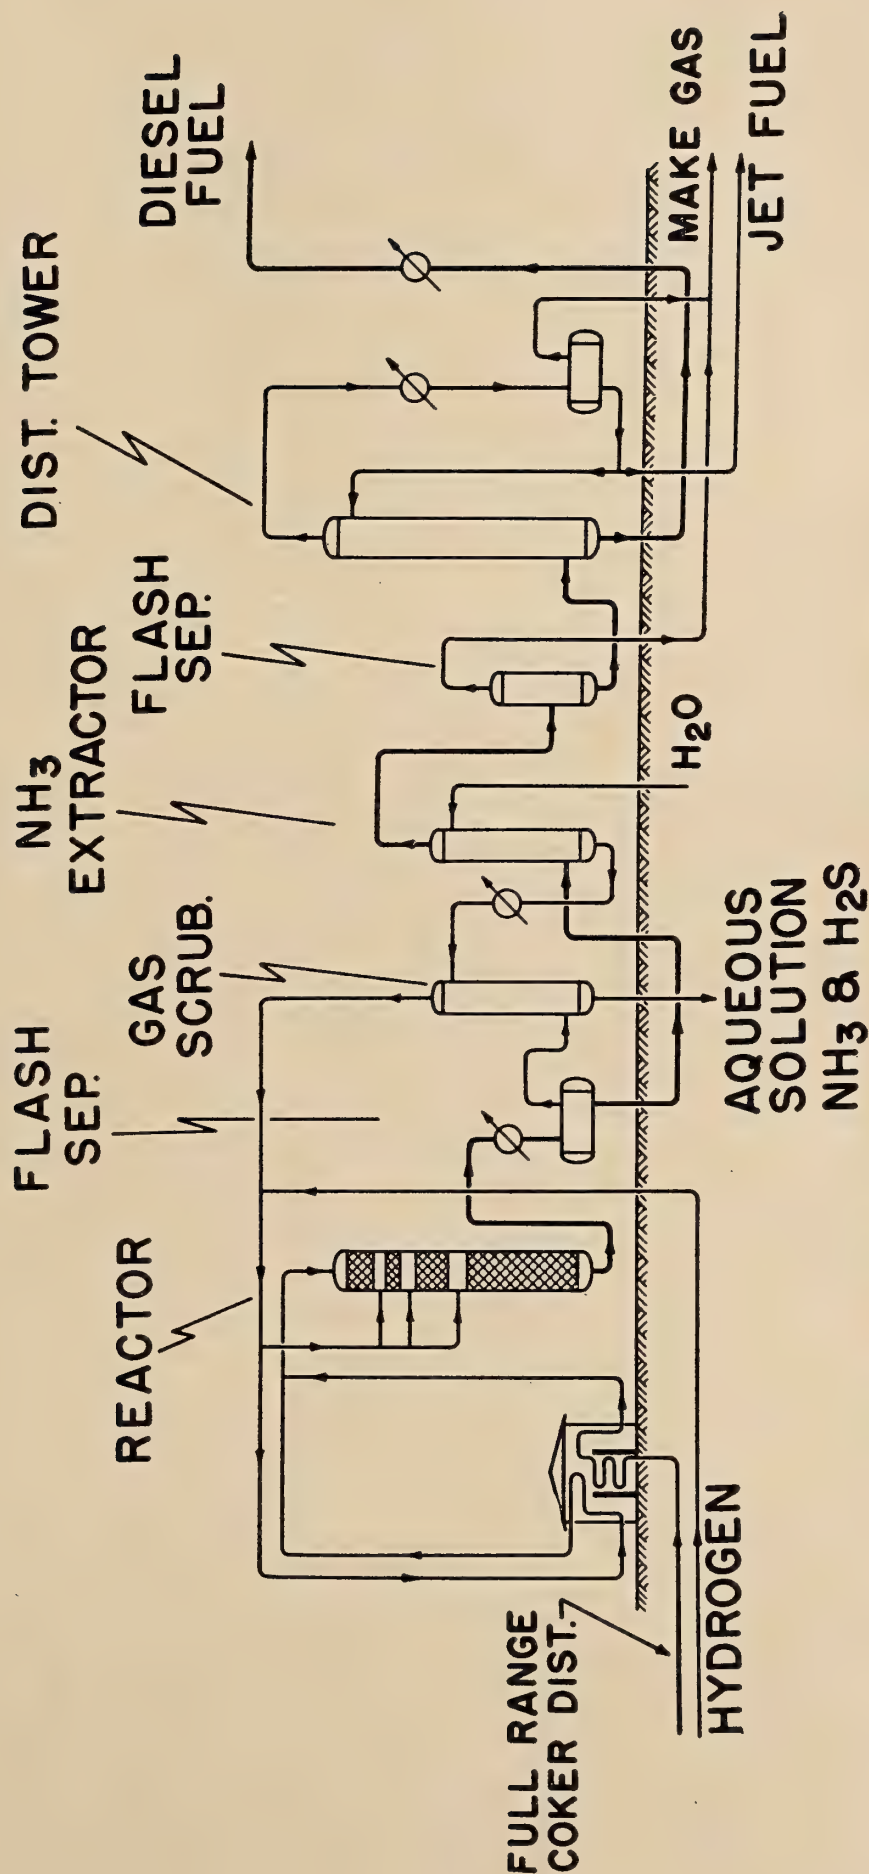 FULL RANGE
COKER DIST.
HYDROGEN
REACTOR
FLASH
SEP.
GAS
SCRUB.
AQUEOUS
SOLUTION
NH3 & H2S
NH3
EXTRACTOR
H2O
FLASH
SEP.
DIST. TOWER
DIESEL
FUEL
MAKE GAS
JET FUEL